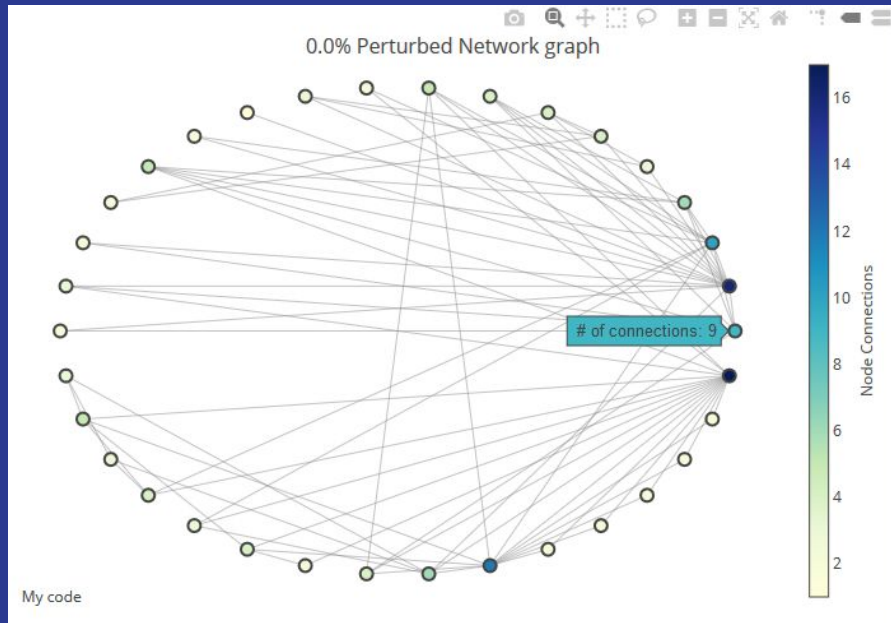 0.0% Perturbed Network graph
16
14
12
10
8
6
4
2
Node Connections
# of connections: 9
My code